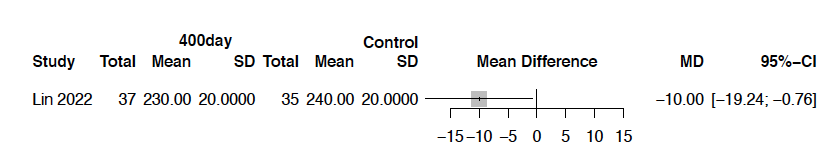 400day Control
Study Total Mean SD Total Mean SD Mean Difference MD 95%−CI
Lin 2022 37 230.00 20.0000 35 240.00 20.0000 −10.00 [−19.24; −0.76]
−15 −10 −5 0 5 10 15